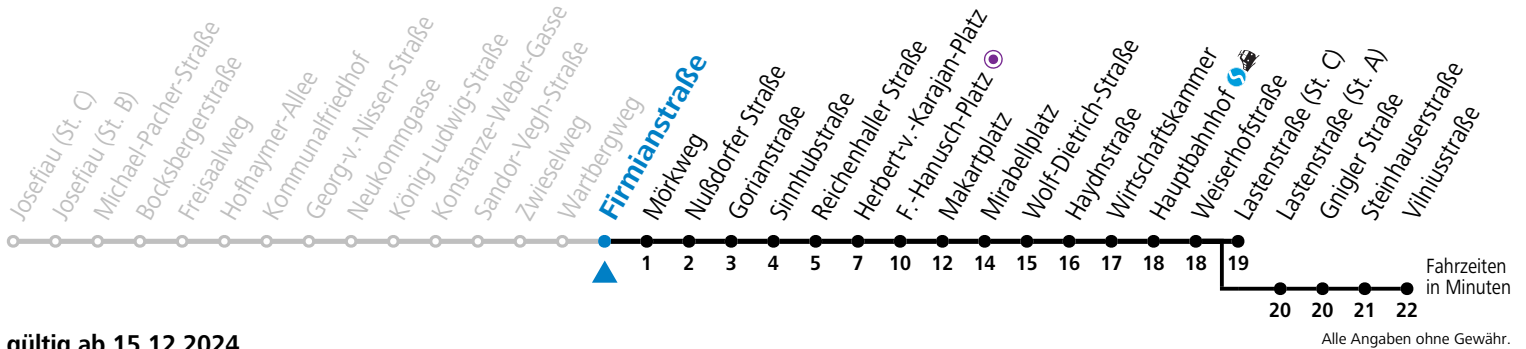 Josefiau (St. C)
Josefiau (St. B)
Michael-Pacher-Straße
Bocksbergerstraße
Freisaalweg
Hofhaymer-Allee
Kommunalfriedhof
Georg-v.-Nissen-Straße
Neukommgasse
König-Ludwig-Straße
Konstanze-Weber-Gasse
Sandor-Vegh-Straße
Zwieselweg
Wartbergweg
Firmianstraße
Mörkweg
Nußdorfer Straße
Gorianstraße
Sinnhubstraße
Reichenhaller Straße
Herbert-v.-Karajan-Platz
F.-Hanusch-Platz
Makartplatz
Mirabellplatz
Wolf-Dietrich-Straße
Haydnstraße
Wirtschaftskammer
Hauptbahnhof
Weiserhofstraße
Lastenstraße (St. C)
Lastenstraße (St. A)
Gnigler Straße
Steinhauserstraße
Vilniusstraße
1 2 3 4 5 7 10 12 14 15 16 17 18 18 19
Fahrzeiten
in Minuten
20 20 21 22
Alle Angaben ohne Gewähr.
gültig ab 15.12.2024